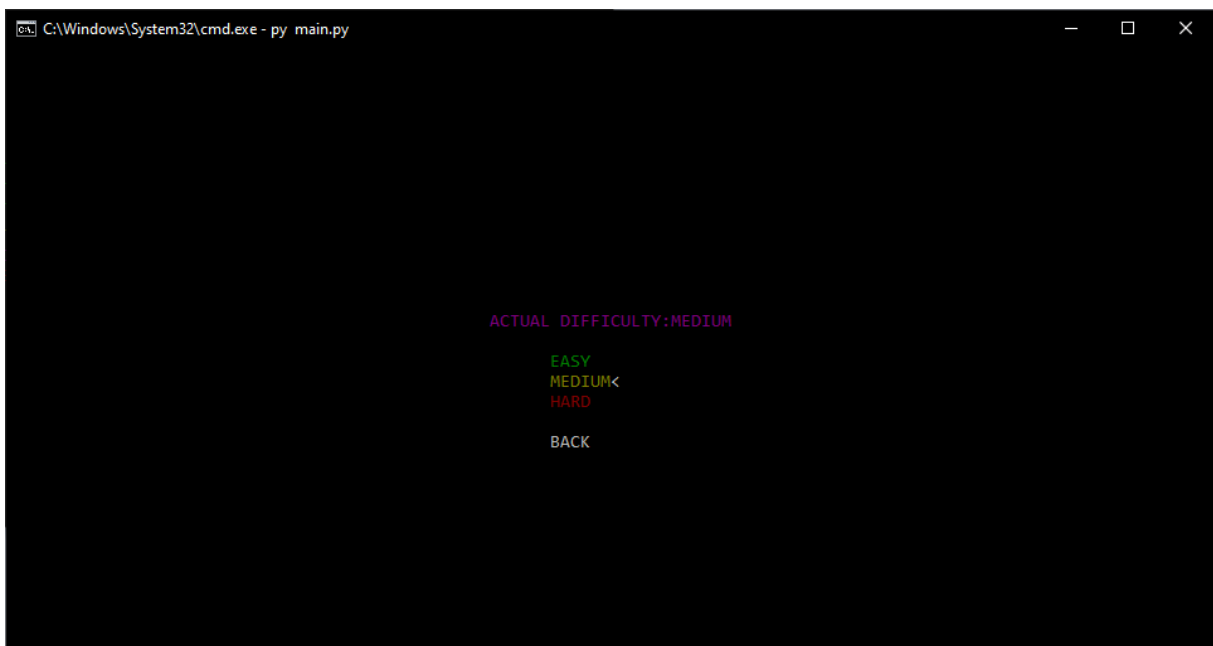 C:\Windows\System32\cmd.exe - py  main.py
ACTUAL DIFFICULTY:MEDIUM
EASY
MEDIUM<
HARD
BACK